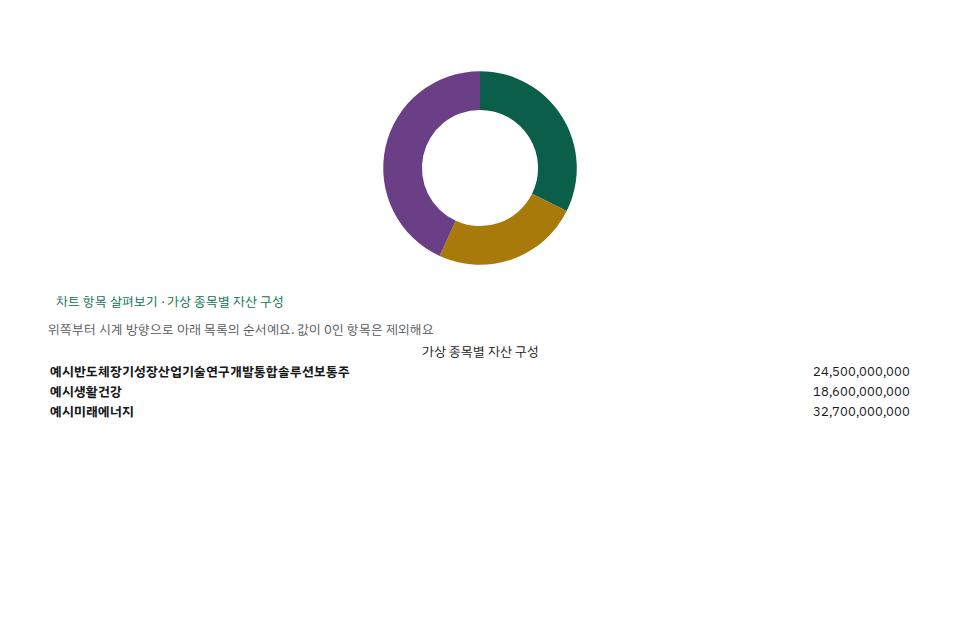 차트 항목 살펴보기 · 가상 종목별 자산 구성
위쪽부터 시계 방향으로 아래 목록의 순서예요. 값이 0인 항목은 제외해요
가상 종목별 자산 구성
예시반도체장기성장산업기술연구개발통합솔루션보통주 24,500,000,000
예시생활건강 18,600,000,000
예시미래에너지 32,700,000,000